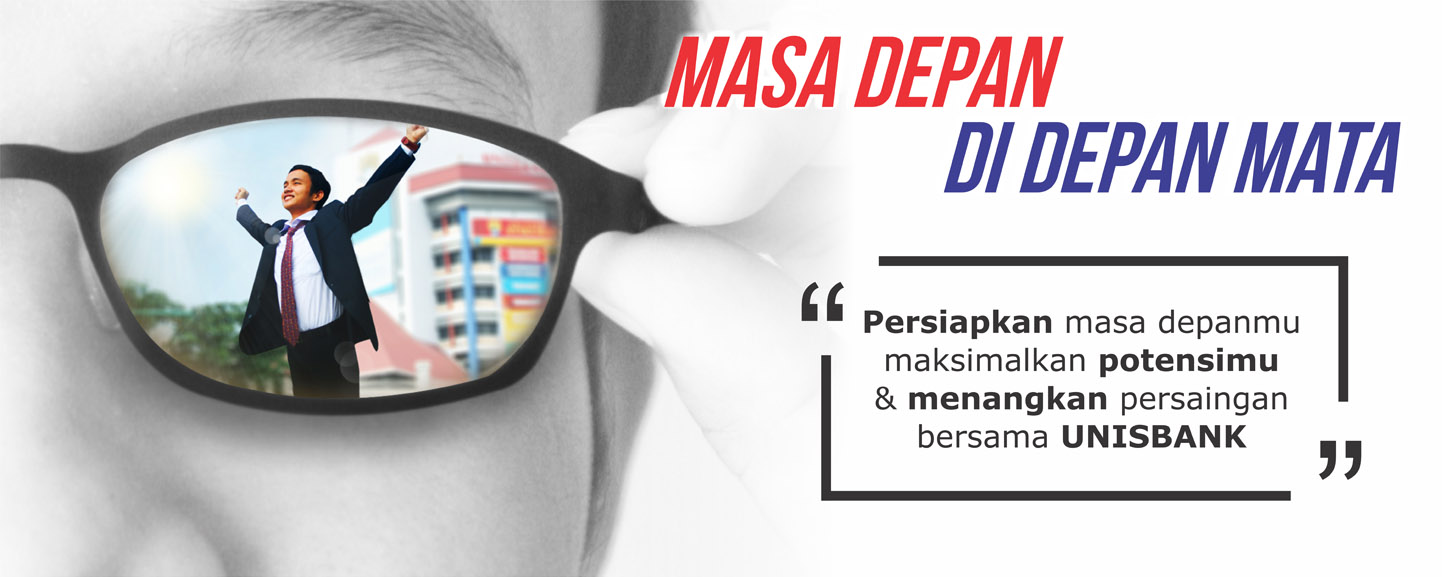 MASA DEPAN
DI DEPAN MATA
“
Persiapkan masa depanmu
maksimalkan potensimu
& menangkan persaingan
bersama UNISBANK
”